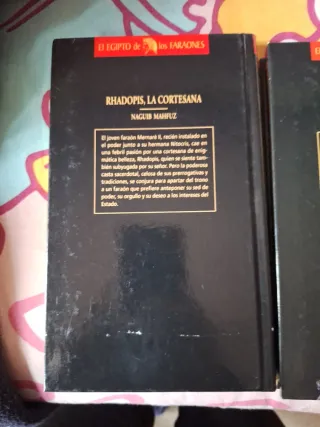 EL EGIPTO de los FARAONES
RHADOPIS, LA CORTESANA
NAGUIB MAHFUZ
El joven faraón Mernaré II, recién instalado en
el poder junto a su hermana Nitocris, cae en
una febril pasión por una cortesana de enig-
mática belleza, Rhadopis, quien se siente tam-
bién subyugada por su señor. Pero la poderosa
casta sacerdotal, celosa de sus prerrogativas y
tradiciones, se conjura para apartar del trono
a un faraón que prefiere anteponer su sed de
poder, su orgullo y su deseo a los intereses del
Estado.